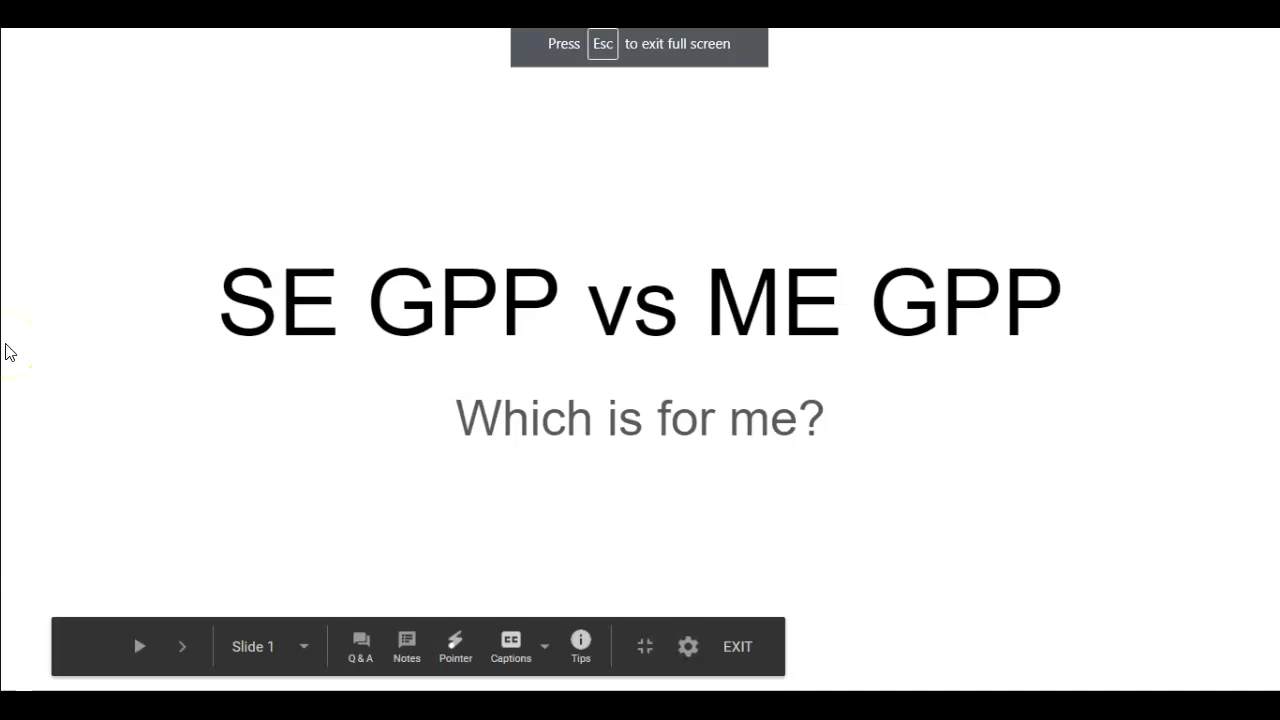 Press Esc to exit full screen
SE GPP vs ME GPP
Which is for me?
Slide 1
Q & A
Notes
Pointer
CC
Captions
Tips
EXIT